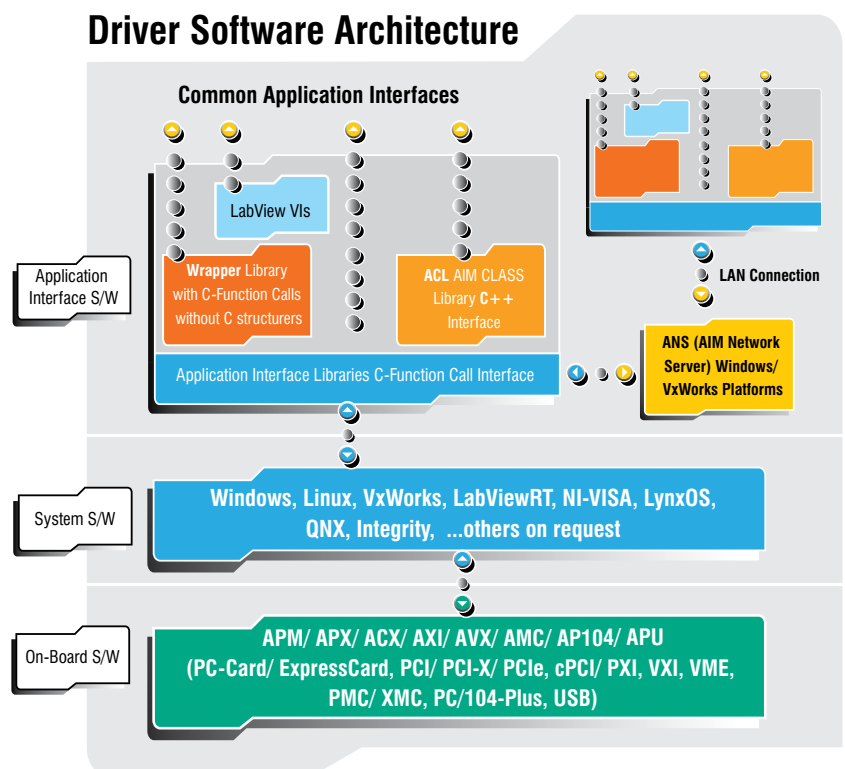 Driver Software Architecture
Common Application Interfaces
LabView VIs
Application
Interface S/W
Wrapper Library
with C-Function Calls
without C structurers
ACL AIM CLASS
Library C++
Interface
Application Interface Libraries C-Function Call Interface
LAN Connection
ANS (AIM Network
Server) Windows/
VxWorks Platforms
System S/W
Windows, Linux, VxWorks, LabViewRT, NI-VISA, LynxOS,
QNX, Integrity, ...others on request
On-Board S/W
APM/ APX/ ACX/ AXI/ AVX/ AMC/ AP104/ APU
(PC-Card/ ExpressCard, PCI/ PCI-X/ PCIe, cPCI/ PXI, VXI, VME,
PMC/ XMC, PC/104-Plus, USB)